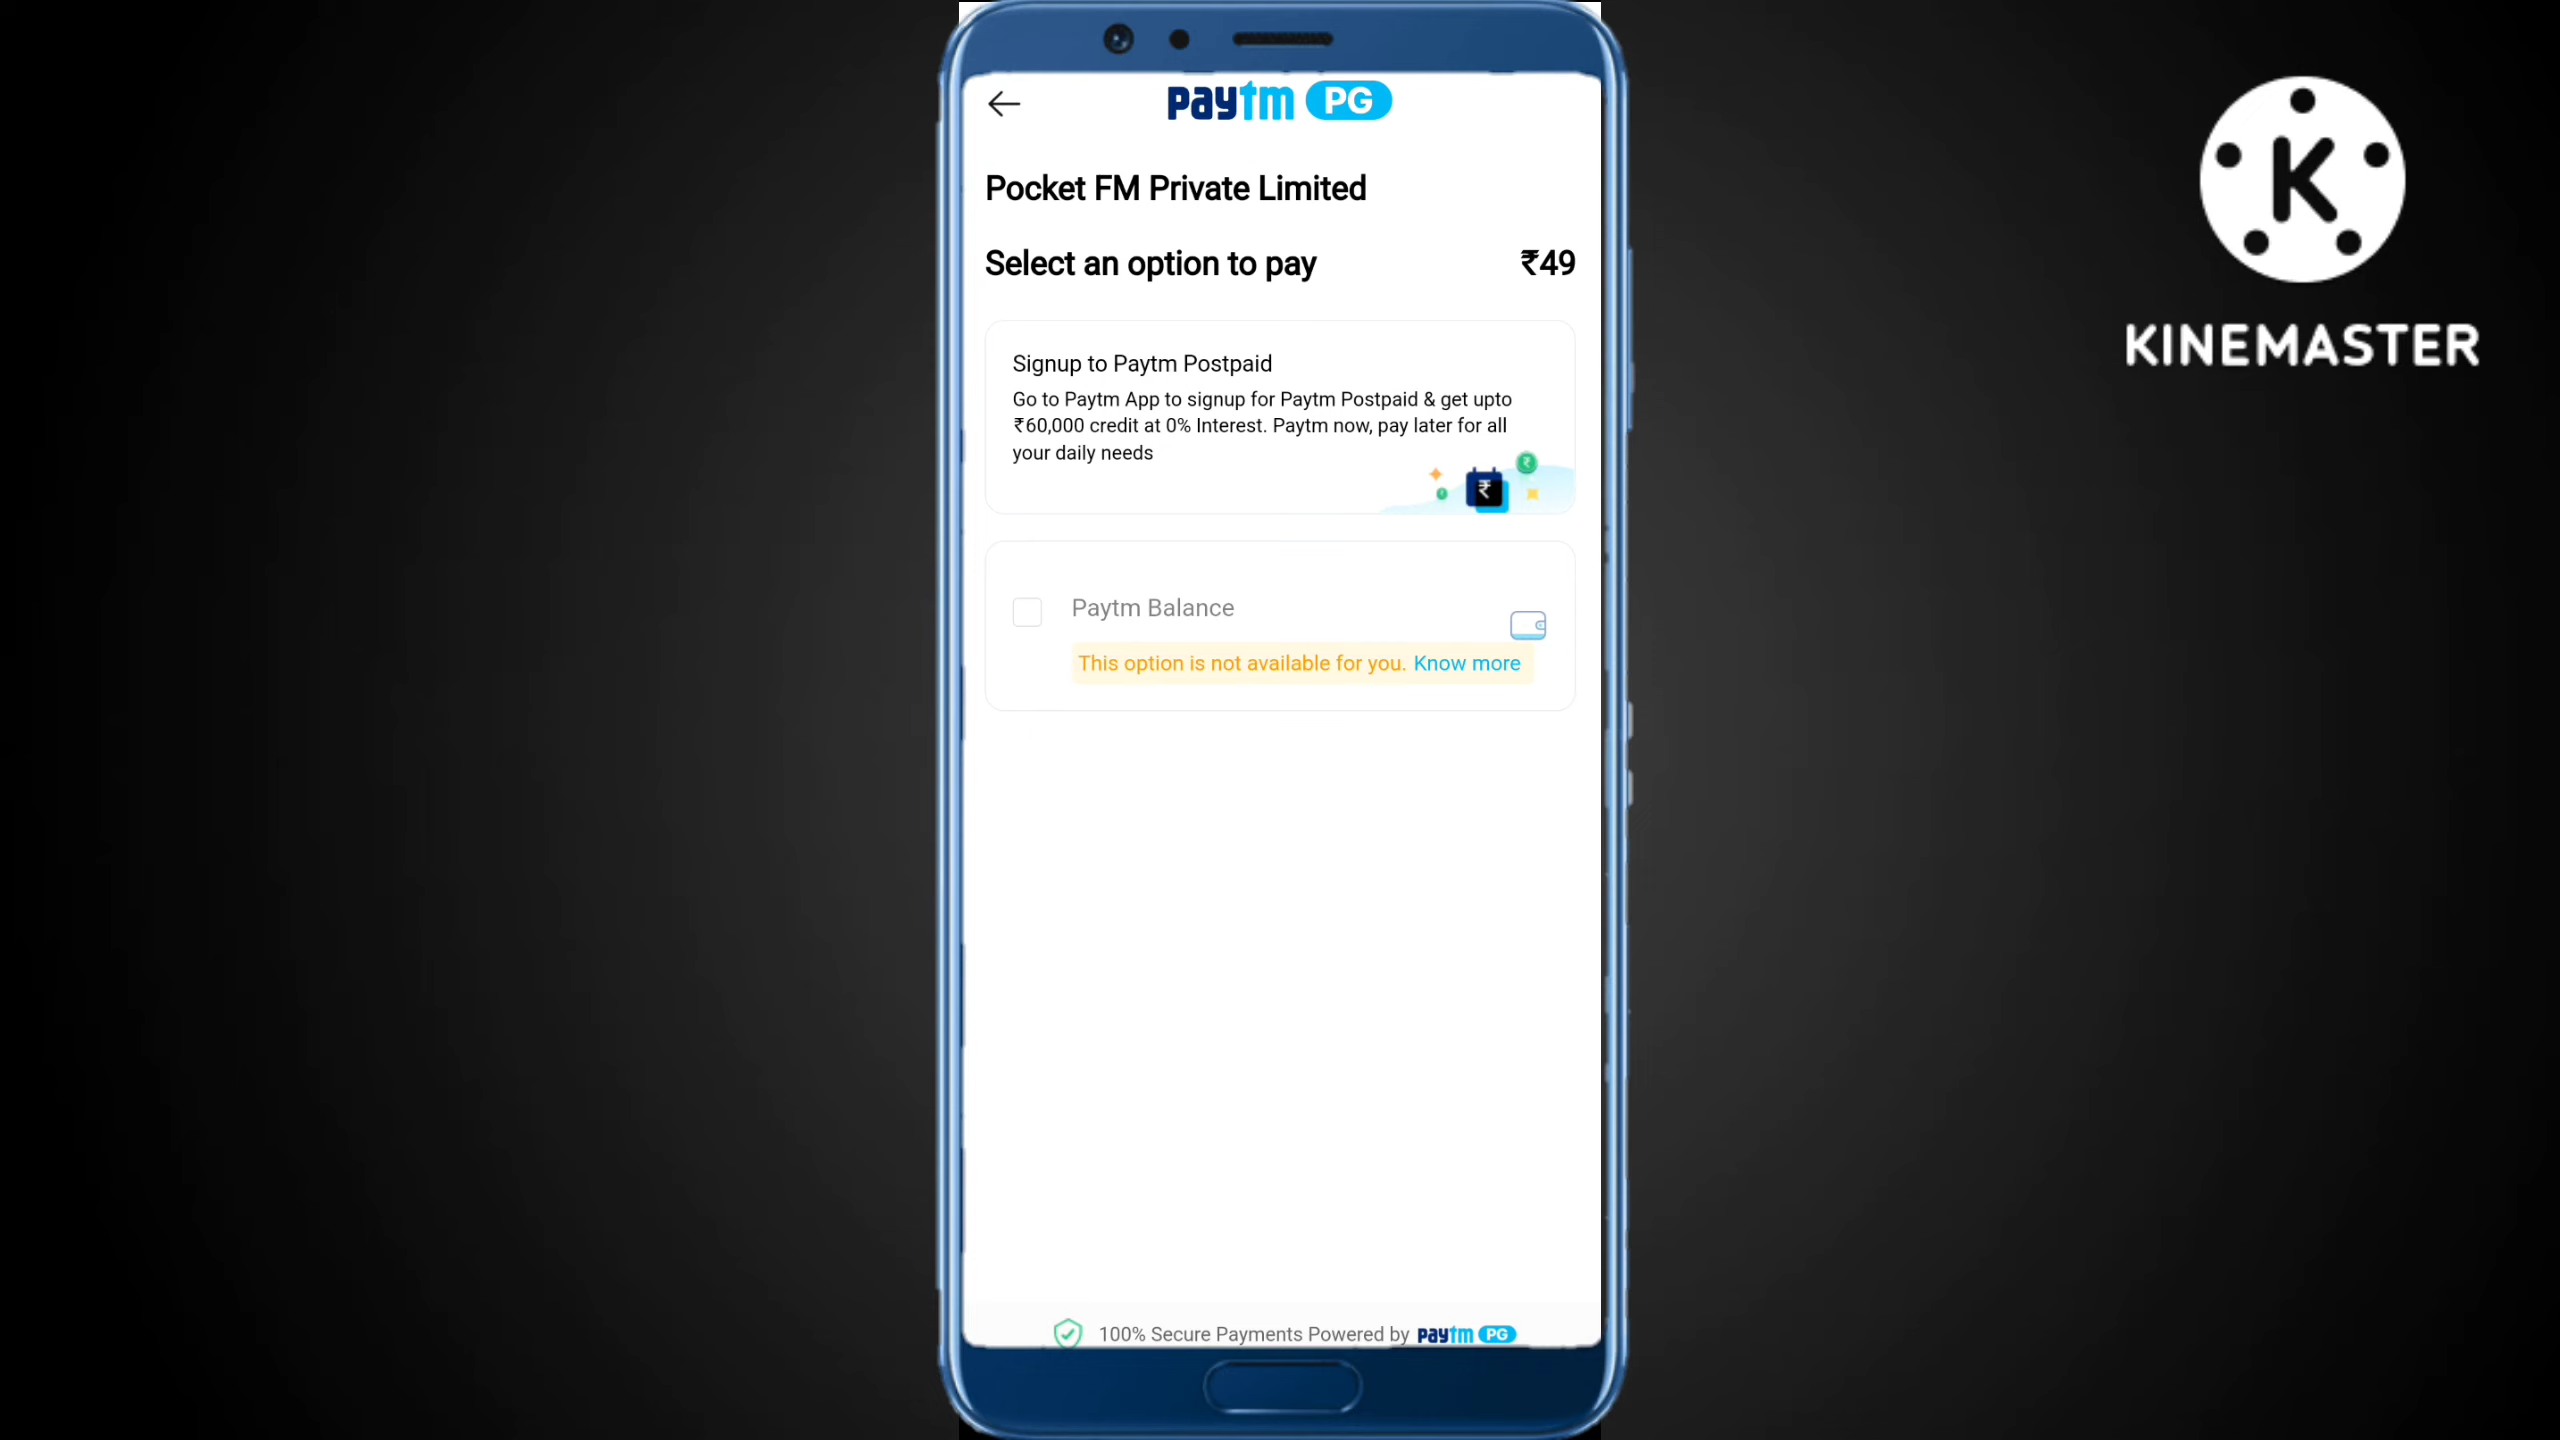 paytm PG
Pocket FM Private Limited
Select an option to pay ₹49
Signup to Paytm Postpaid
Go to Paytm App to signup for Paytm Postpaid & get upto
₹60,000 credit at 0% Interest. Paytm now, pay later for all
your daily needs
₹
₹
Paytm Balance
This option is not available for you. Know more
100% Secure Payments Powered by paytm PG
K
KINEMASTER